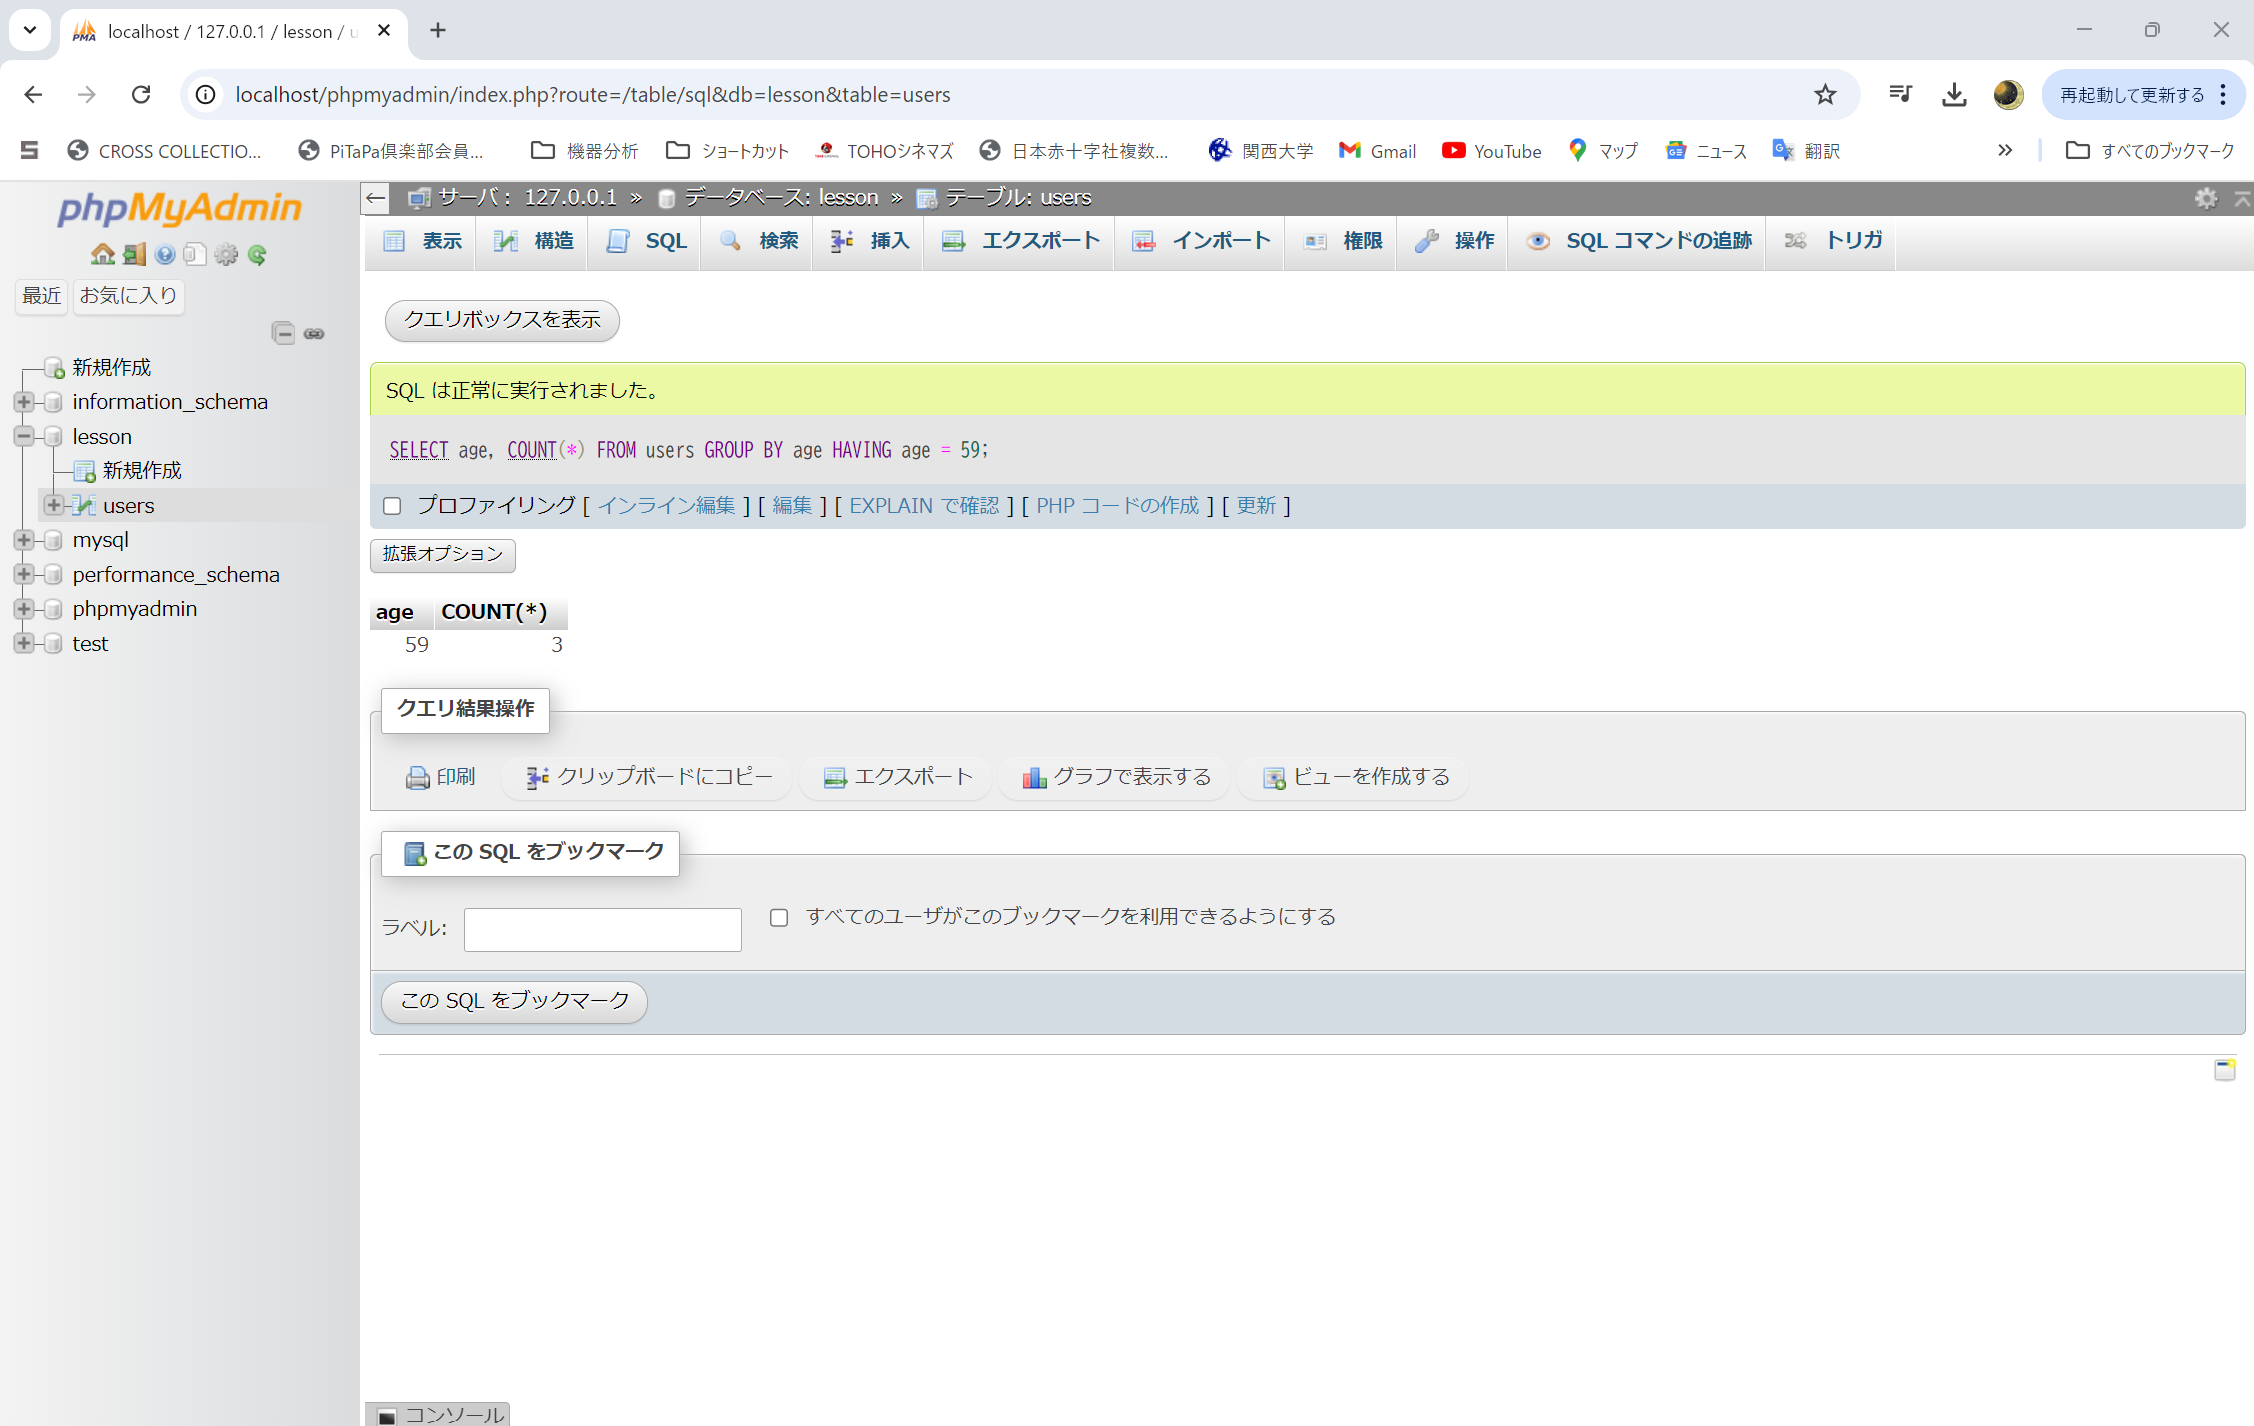 localhost / 127.0.0.1 / lesson / u
localhost/phpmyadmin/index.php?route=/table/sql&db=lesson&table=users
再起動して更新する
CROSS COLLECTIO...
PiTaPa倶楽部会員...
機器分析
ショートカット
TOHOシネマズ
日本赤十字社複数...
関西大学
Gmail
YouTube
マップ
ニュース
翻訳
すべてのブックマーク
phpMyAdmin
最近
お気に入り
新規作成
information_schema
lesson
新規作成
users
mysql
performance_schema
phpmyadmin
test
サーバ: 127.0.0.1 » データベース: lesson » テーブル: users
表示
構造
SQL
検索
挿入
エクスポート
インポート
権限
操作
SQL コマンドの追跡
トリガ
クエリボックスを表示
SQL は正常に実行されました。
SELECT age, COUNT(*) FROM users GROUP BY age HAVING age = 59;
プロファイリング [ インライン編集 ] [ 編集 ] [ EXPLAIN で確認 ] [ PHP コードの作成 ] [ 更新 ]
拡張オプション
age COUNT(*)
59 3
クエリ結果操作
印刷
クリップボードにコピー
エクスポート
グラフで表示する
ビューを作成する
この SQL をブックマーク
ラベル:
すべてのユーザがこのブックマークを利用できるようにする
この SQL をブックマーク
コンソール